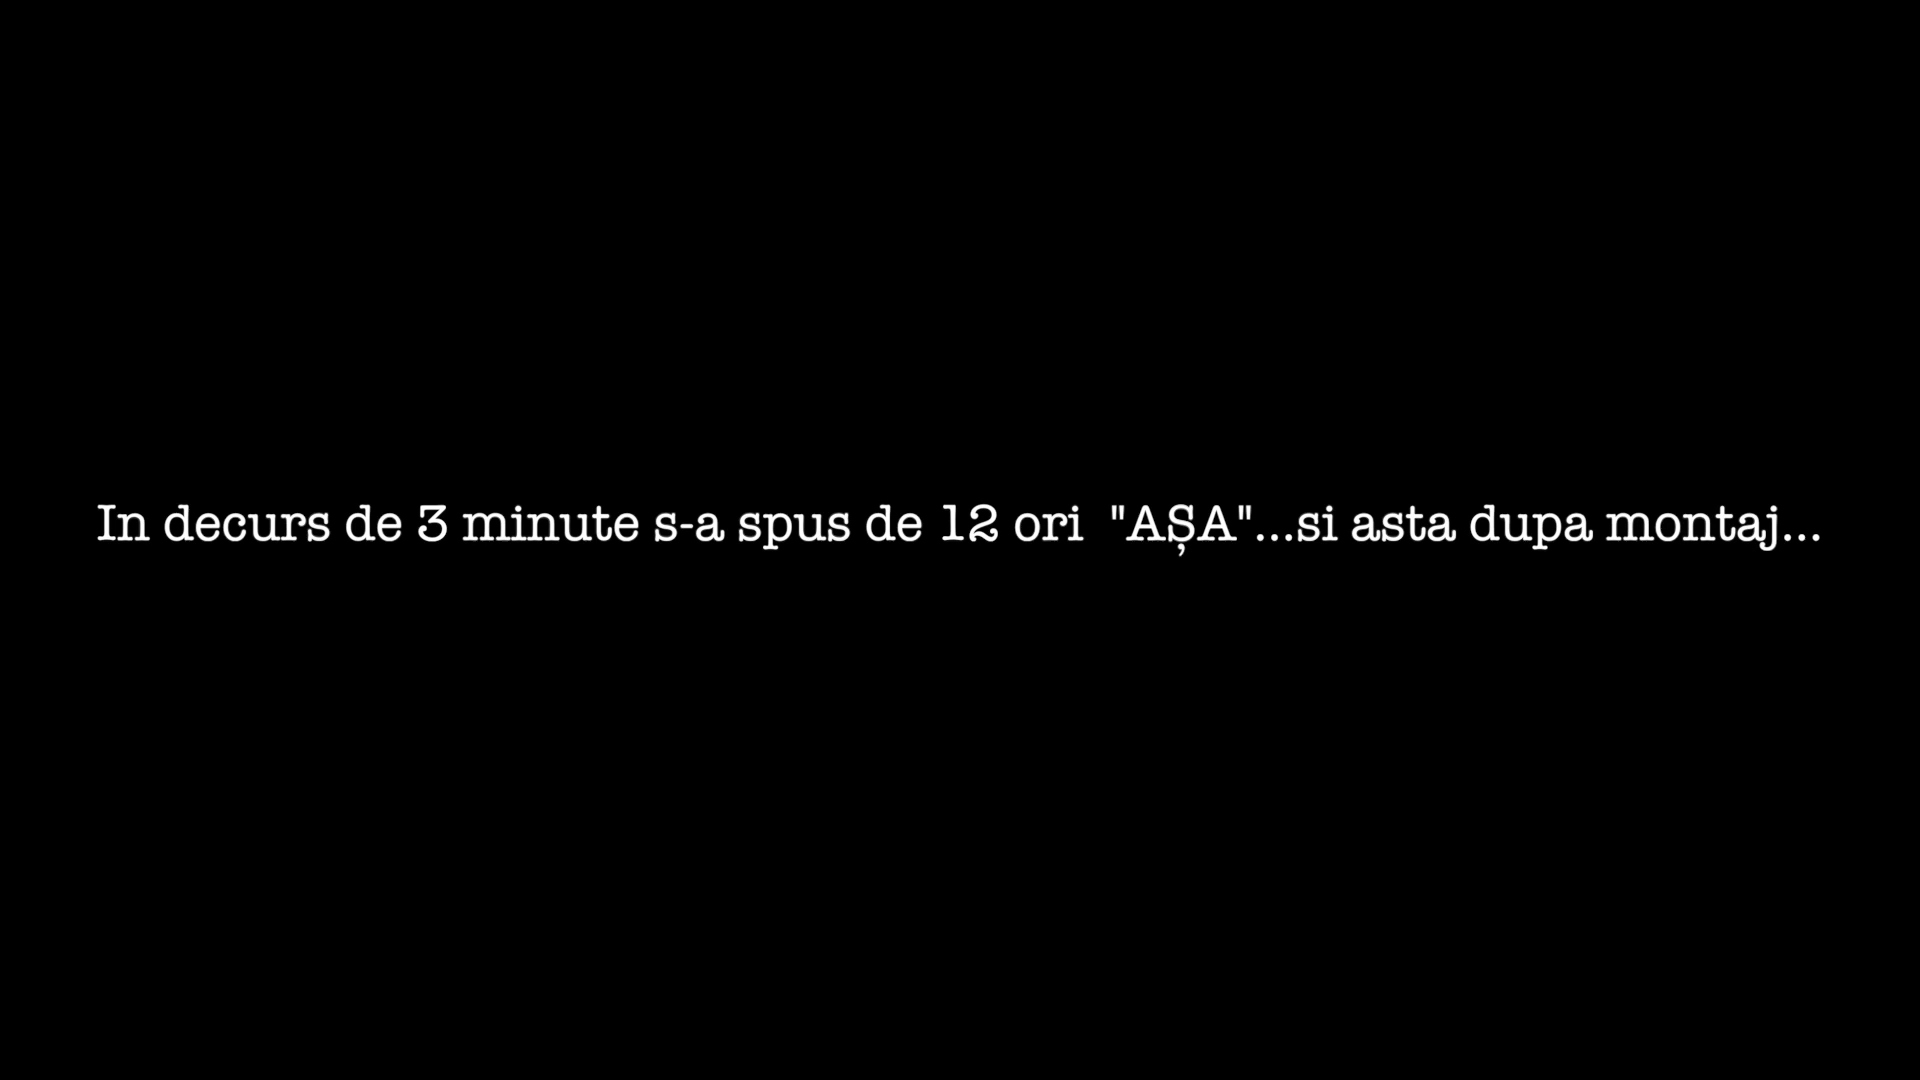 In decurs de 3 minute s-a spus de 12 ori  "AȘA"...si asta dupa montaj...